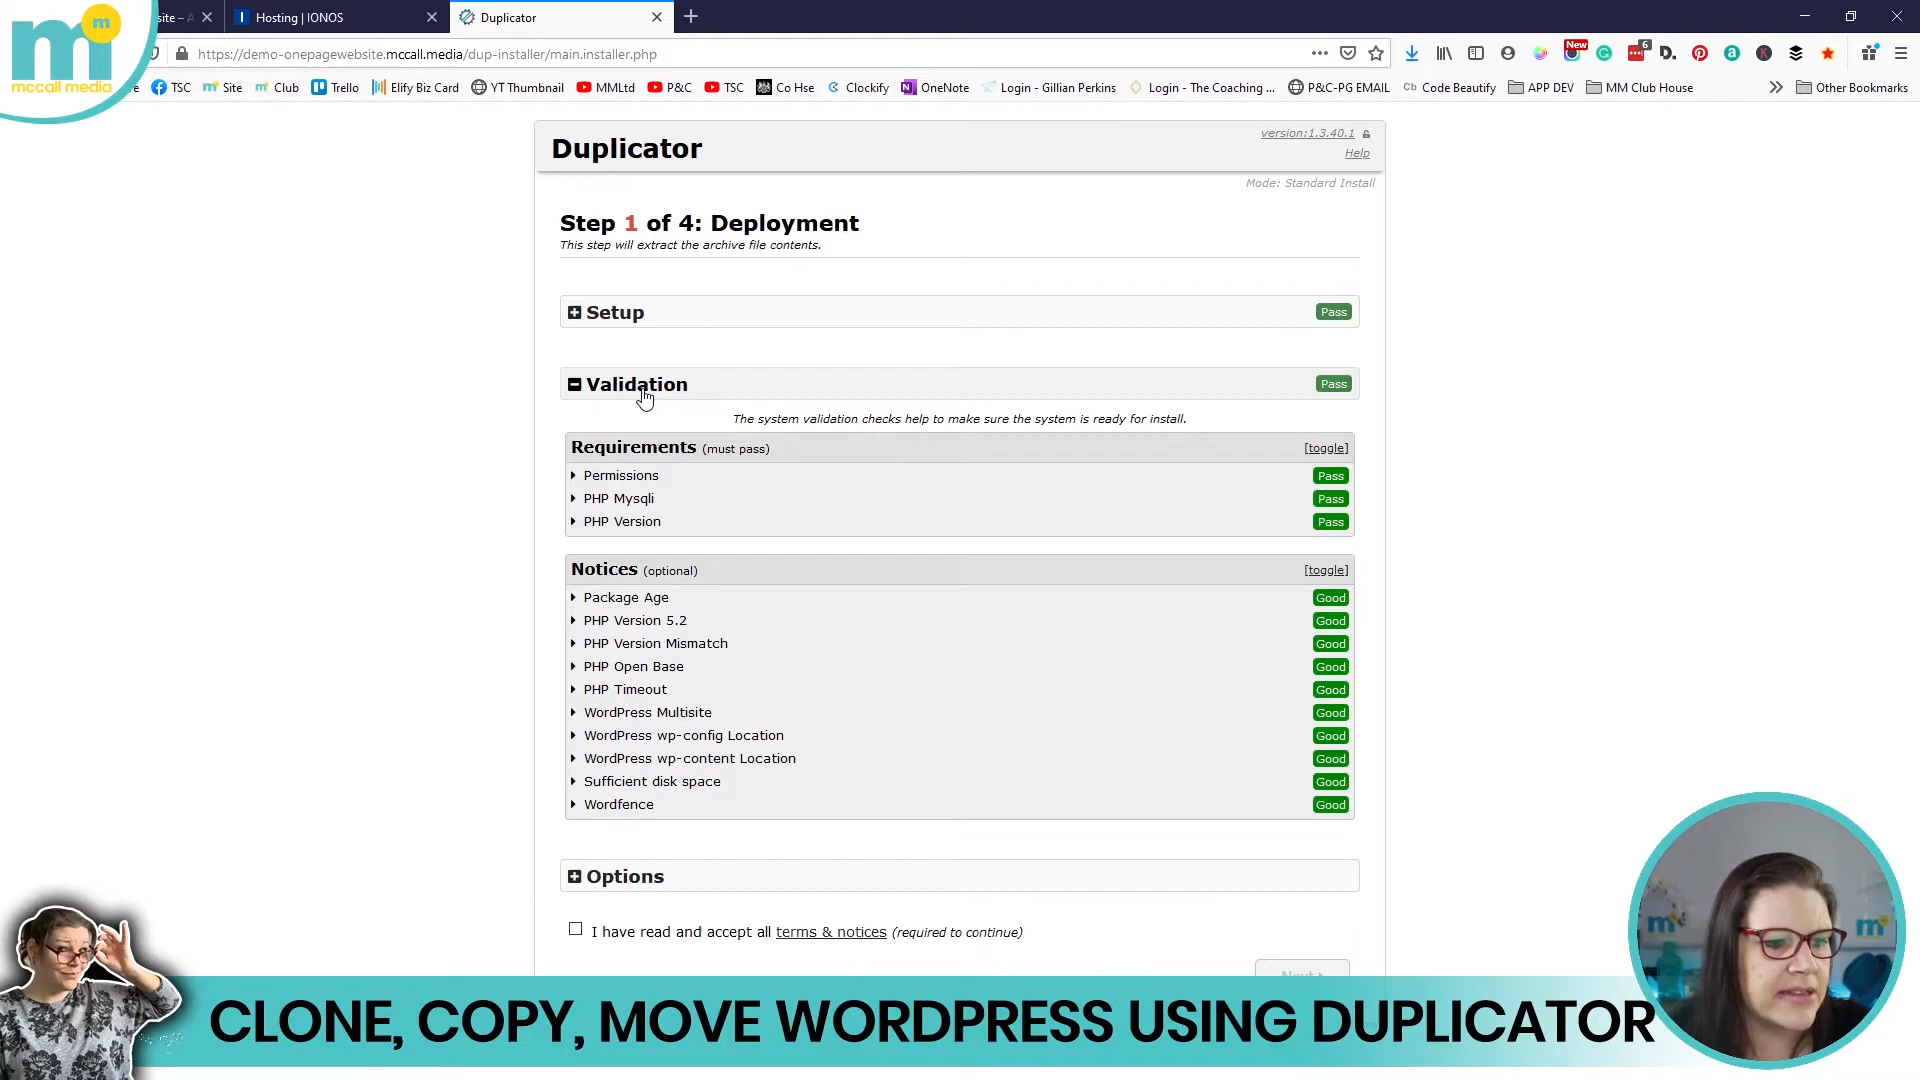 site – A
Hosting | IONOS
Duplicator
m
mccall media
https://demo-onepagewebsite.mccall.media/dup-installer/main.installer.php
New
6
TSC
Site
Club
Trello
Elify Biz Card
YT Thumbnail
MMLtd
P&C
TSC
Co Hse
Clockify
OneNote
Login - Gillian Perkins
Login - The Coaching ...
P&C-PG EMAIL
Cb Code Beautify
APP DEV
MM Club House
Other Bookmarks
Duplicator
version:1.3.40.1
Help
Mode: Standard Install
Step 1 of 4: Deployment
This step will extract the archive file contents.
Setup Pass
Validation Pass
The system validation checks help to make sure the system is ready for install.
Requirements (must pass) [toggle]
Permissions Pass
PHP Mysqli Pass
PHP Version Pass
Notices (optional) [toggle]
Package Age Good
PHP Version 5.2 Good
PHP Version Mismatch Good
PHP Open Base Good
PHP Timeout Good
WordPress Multisite Good
WordPress wp-config Location Good
WordPress wp-content Location Good
Sufficient disk space Good
Wordfence Good
Options
I have read and accept all terms & notices (required to continue)
Next
CLONE, COPY, MOVE WORDPRESS USING DUPLICATOR